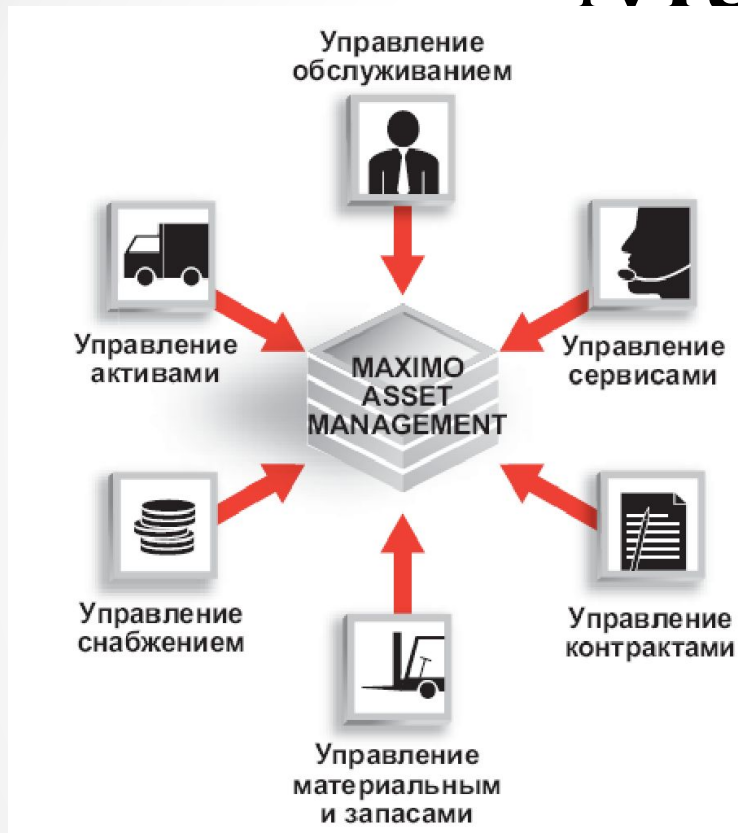 Управление
обслуживанием
Управление
активами
Управление
сервисами
MAXIMO
ASSET
MANAGEMENT
Управление
снабжением
Управление
контрактами
Управление
материальным
и запасами